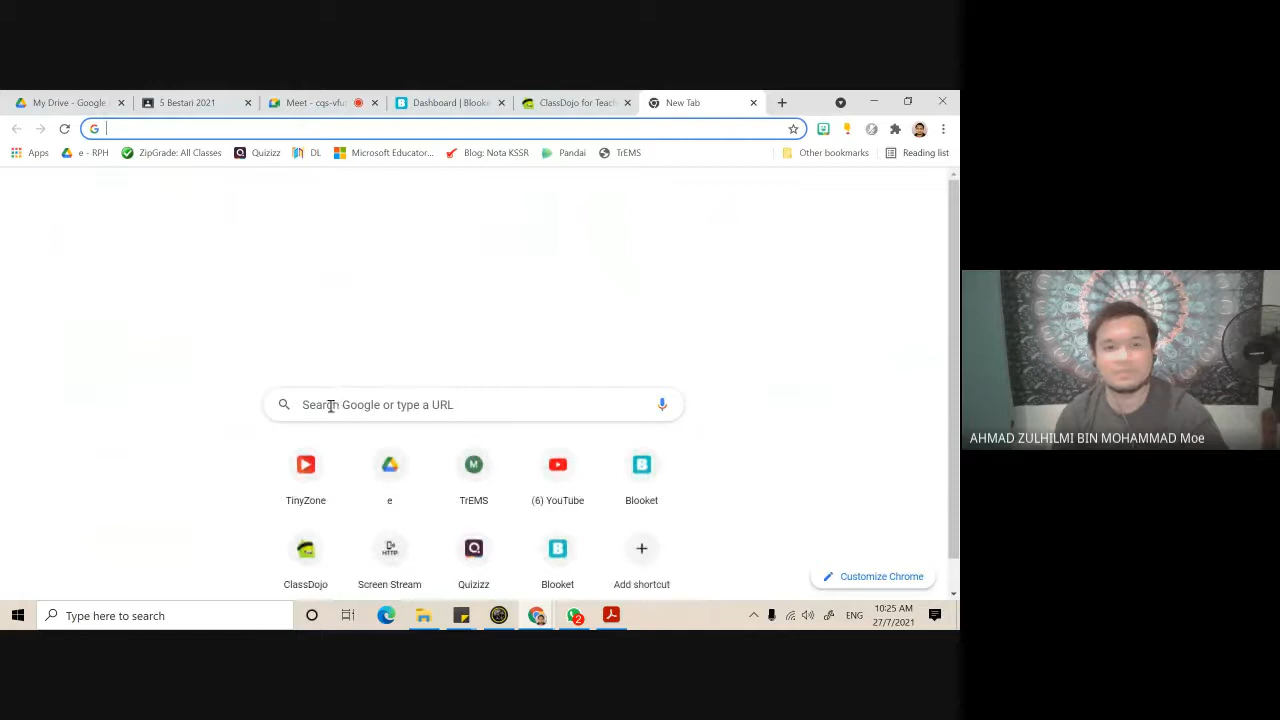 My Drive - Google
5 Bestari 2021
Meet - cqs-vfu
Dashboard | Blooke
ClassDojo for Teach
New Tab
Apps
e - RPH
ZipGrade: All Classes
Quizizz
DL
Microsoft Educator...
Blog: Nota KSSR
Pandai
TrEMS
Other bookmarks
Reading list
Search Google or type a URL
TinyZone
e
TrEMS
(6) YouTube
Blooket
ClassDojo
Screen Stream
Quizizz
Blooket
Add shortcut
Customize Chrome
AHMAD ZULHILMI BIN MOHAMMAD Moe
Type here to search
2
ENG
10:25 AM
27/7/2021